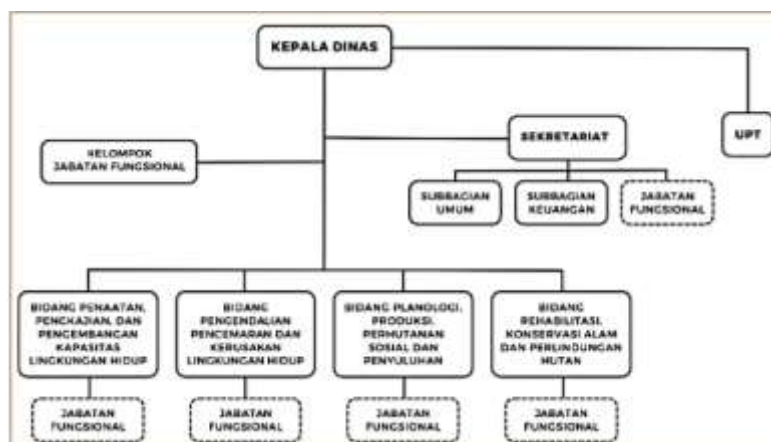 KEPALA DINAS
SEKRETARIAT
UPT
KELOMPOK
JABATAN FUNGSIONAL
SUBBAGIAN
UMUM
SUBBAGIAN
KEUANGAN
JABATAN
FUNGSIONAL
BIDANG PENAATAN,
PENGKAJIAN, DAN
PENGEMBANGAN
KAPASITAS
LINGKUNGAN HIDUP
BIDANG
PENGENDALIAN
PENCEMARAN DAN
KERUSAKAN
LINGKUNGAN HIDUP
BIDANG PLANOLOGI,
PRODUKSI,
PERHUTANAN
SOSIAL DAN
PENYULUHAN
BIDANG
REHABILITASI,
KONSERVASI ALAM
DAN PERLINDUNGAN
HUTAN
JABATAN
FUNGSIONAL
JABATAN
FUNGSIONAL
JABATAN
FUNGSIONAL
JABATAN
FUNGSIONAL